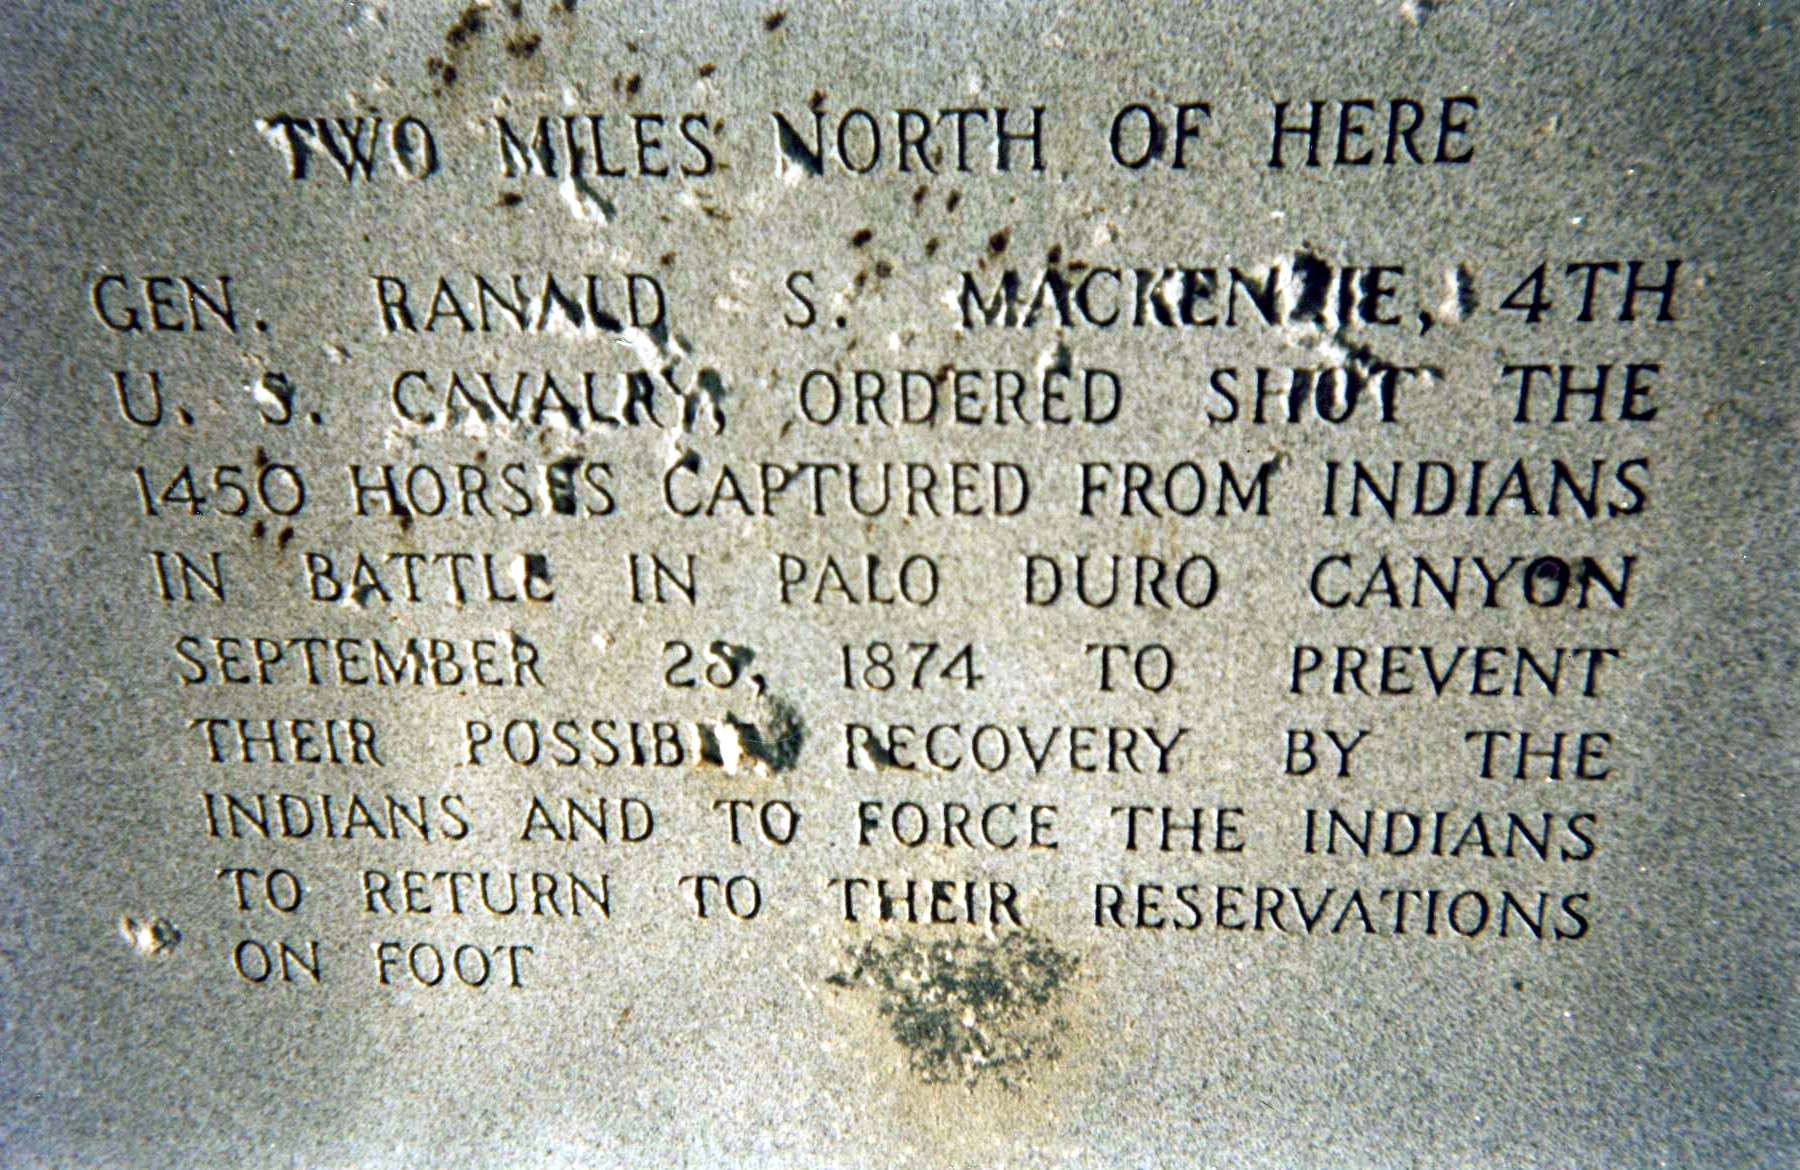 TWO MILES NORTH OF HERE
GEN. RANALD S. MACKENZIE, 4TH
U. S. CAVALRY, ORDERED SHOT THE
1450 HORSES CAPTURED FROM INDIANS
IN BATTLE IN PALO DURO CANYON
SEPTEMBER 28, 1874 TO PREVENT
THEIR POSSIBLE RECOVERY BY THE
INDIANS AND TO FORCE THE INDIANS
TO RETURN TO THEIR RESERVATIONS
ON FOOT